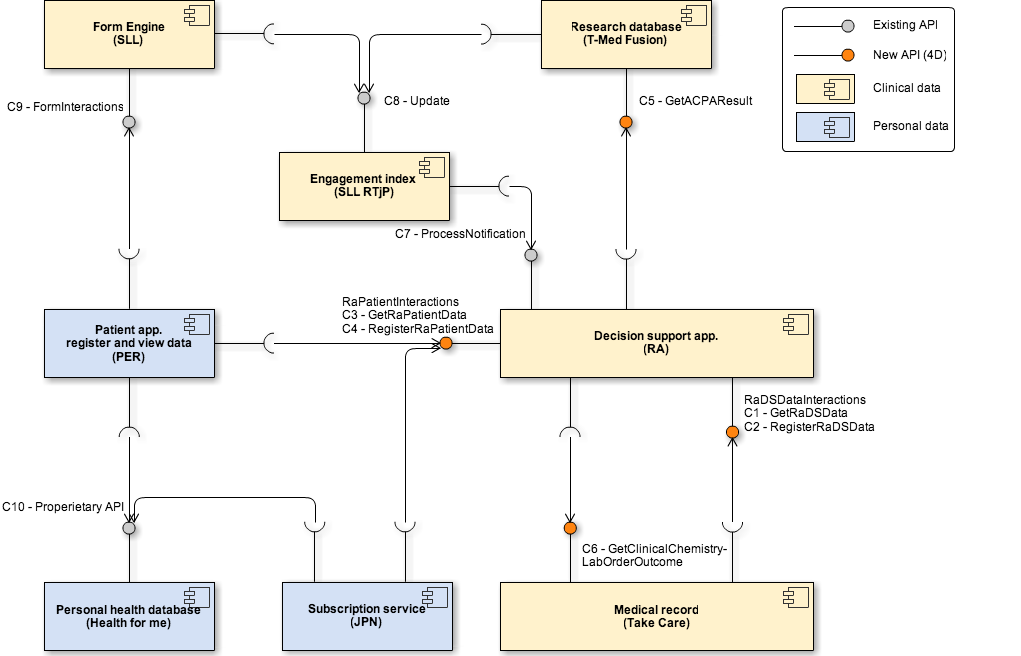 Form Engine
(SLL)
Research database
(T-Med Fusion)
Existing API
New API (4D)
Clinical data
Personal data
C9 - FormInteractions
C8 - Update
C5 - GetACPAResult
Engagement index
(SLL RTjP)
C7 - ProcessNotification
RaPatientInteractions
C3 - GetRaPatientData
C4 - RegisterRaPatientData
Patient app.
register and view data
(PER)
Decision support app.
(RA)
RaDSDataInteractions
C1 - GetRaDSData
C2 - RegisterRaDSData
C10 - Properietary API
C6 - GetClinicalChemistry-
LabOrderOutcome
Personal health database
(Health for me)
Subscription service
(JPN)
Medical record
(Take Care)